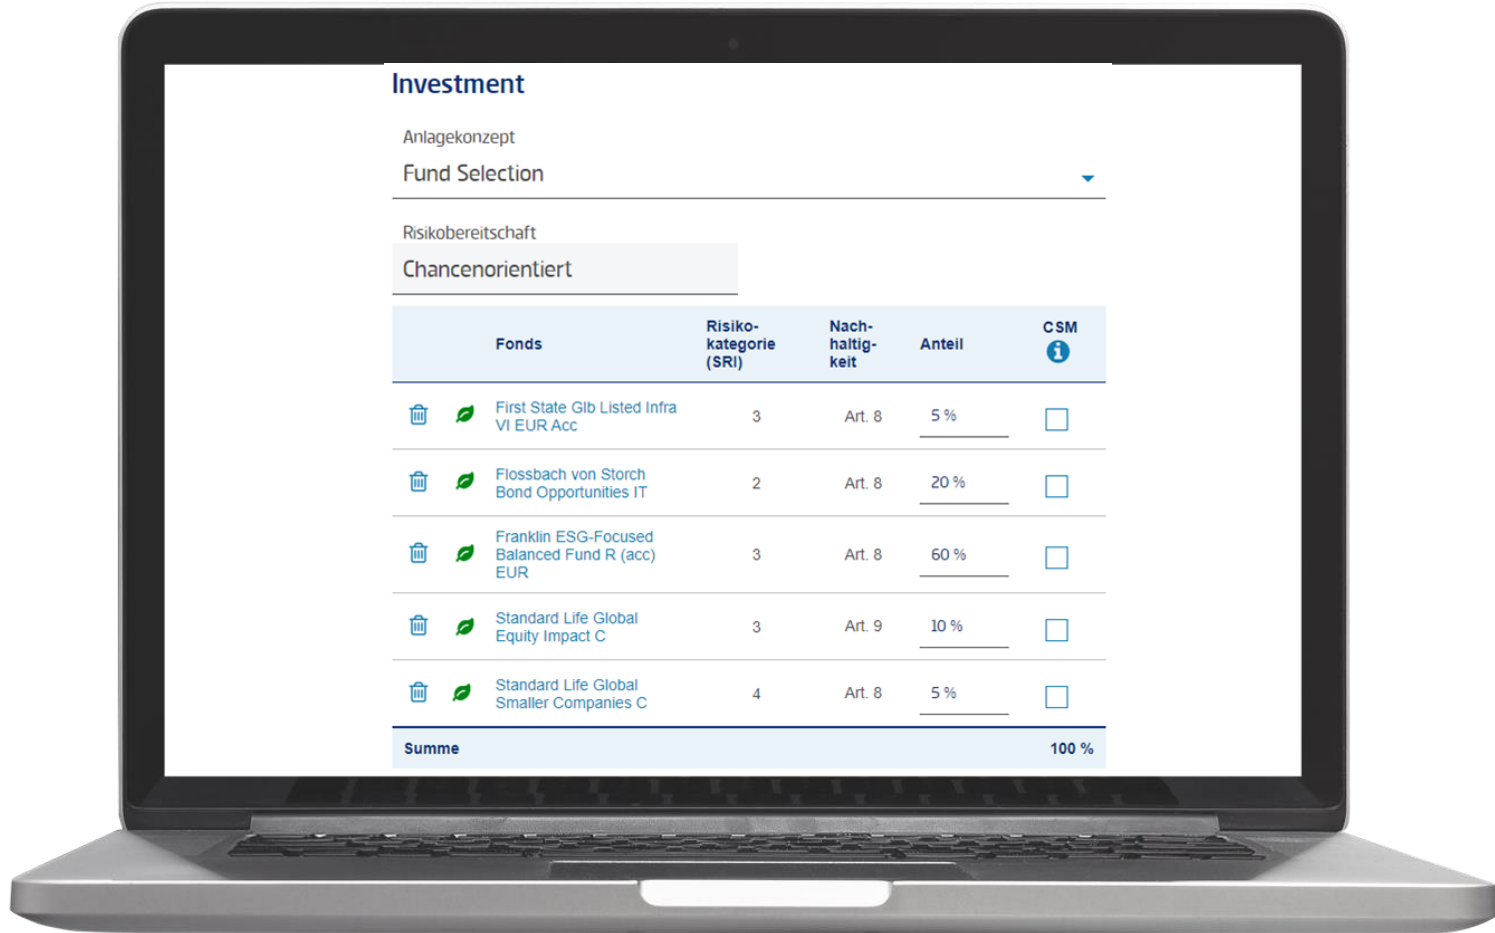 Investment
Anlagekonzept
Fund Selection
Risikobereitschaft
Chancenorientiert
Fonds
Risiko-
kategorie
(SRI)
Nach-
haltig-
keit
Anteil
CSM
First State Glb Listed Infra
VI EUR Acc
3
Art. 8
5 %
Flossbach von Storch
Bond Opportunities IT
2
Art. 8
20 %
Franklin ESG-Focused
Balanced Fund R (acc)
EUR
3
Art. 8
60 %
Standard Life Global
Equity Impact C
3
Art. 9
10 %
Standard Life Global
Smaller Companies C
4
Art. 8
5 %
Summe 100 %